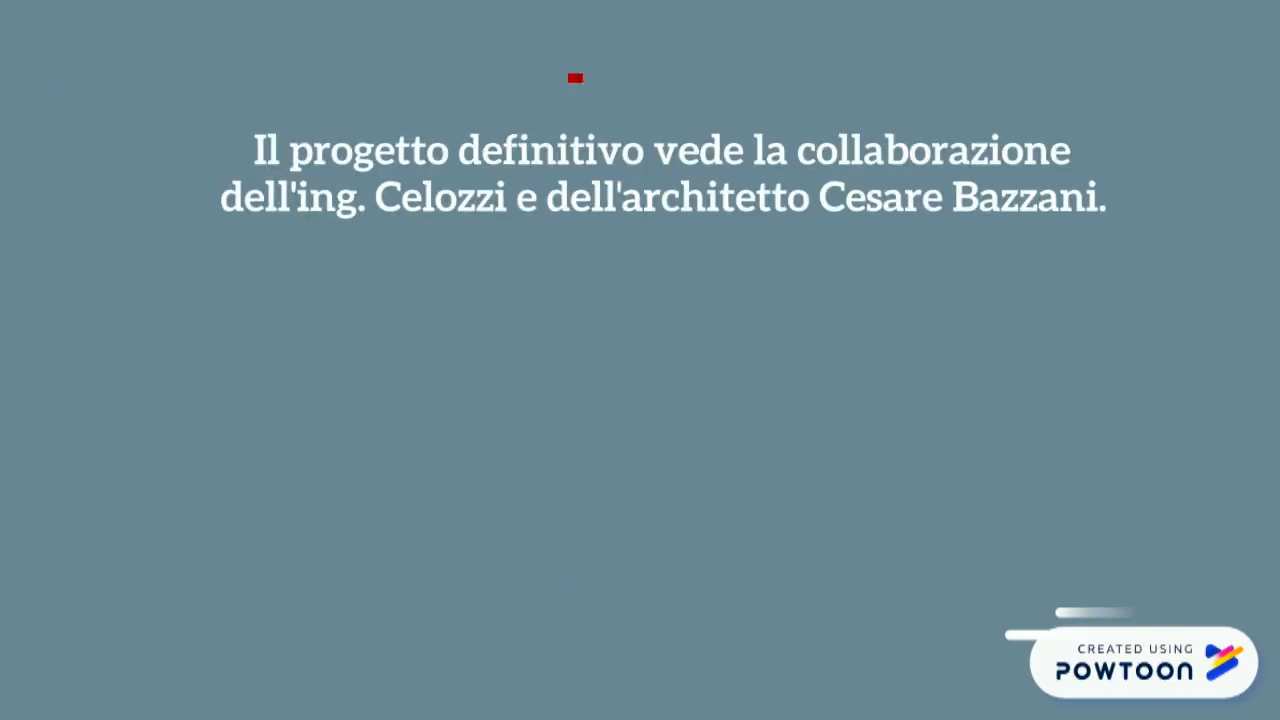 Il progetto definitivo vede la collaborazione
dell'ing. Celozzi e dell'architetto Cesare Bazzani.
CREATED USING
POWTOON